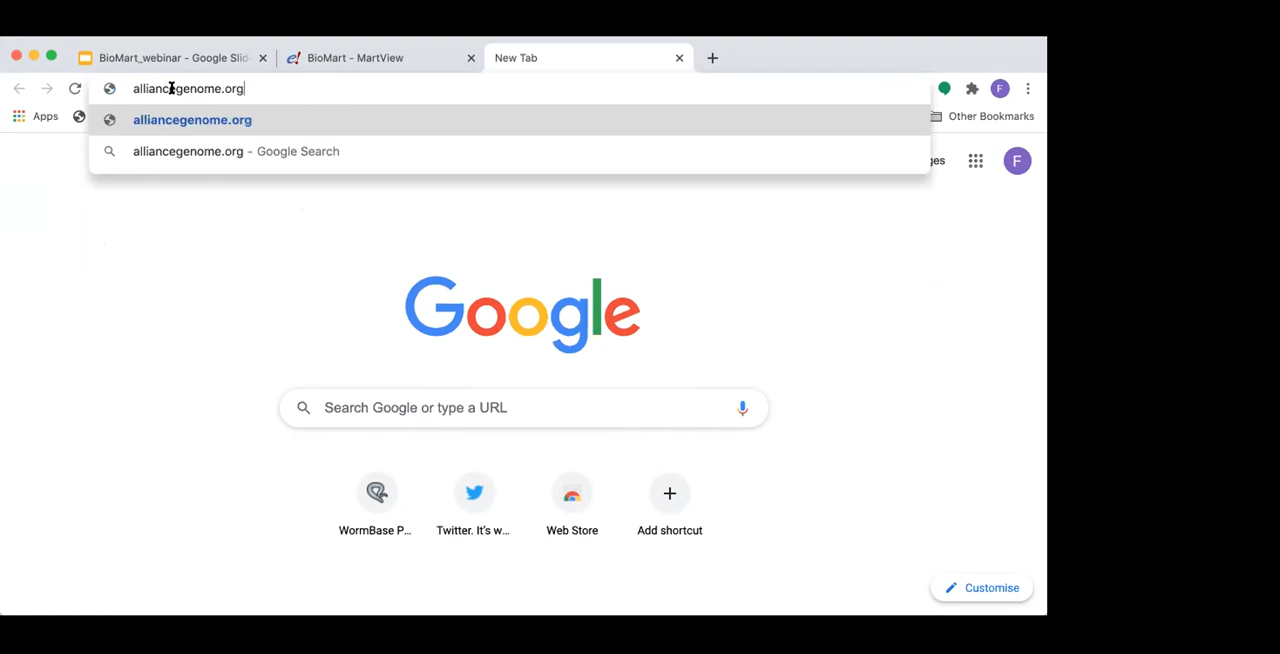 BioMart_webinar - Google Slid
BioMart - MartView
New Tab
alliancegenome.org
Apps
alliancegenome.org
Other Bookmarks
alliancegenome.org - Google Search
ges
F
F
Google
Search Google or type a URL
WormBase P...
Twitter. It's w...
Web Store
Add shortcut
Customise